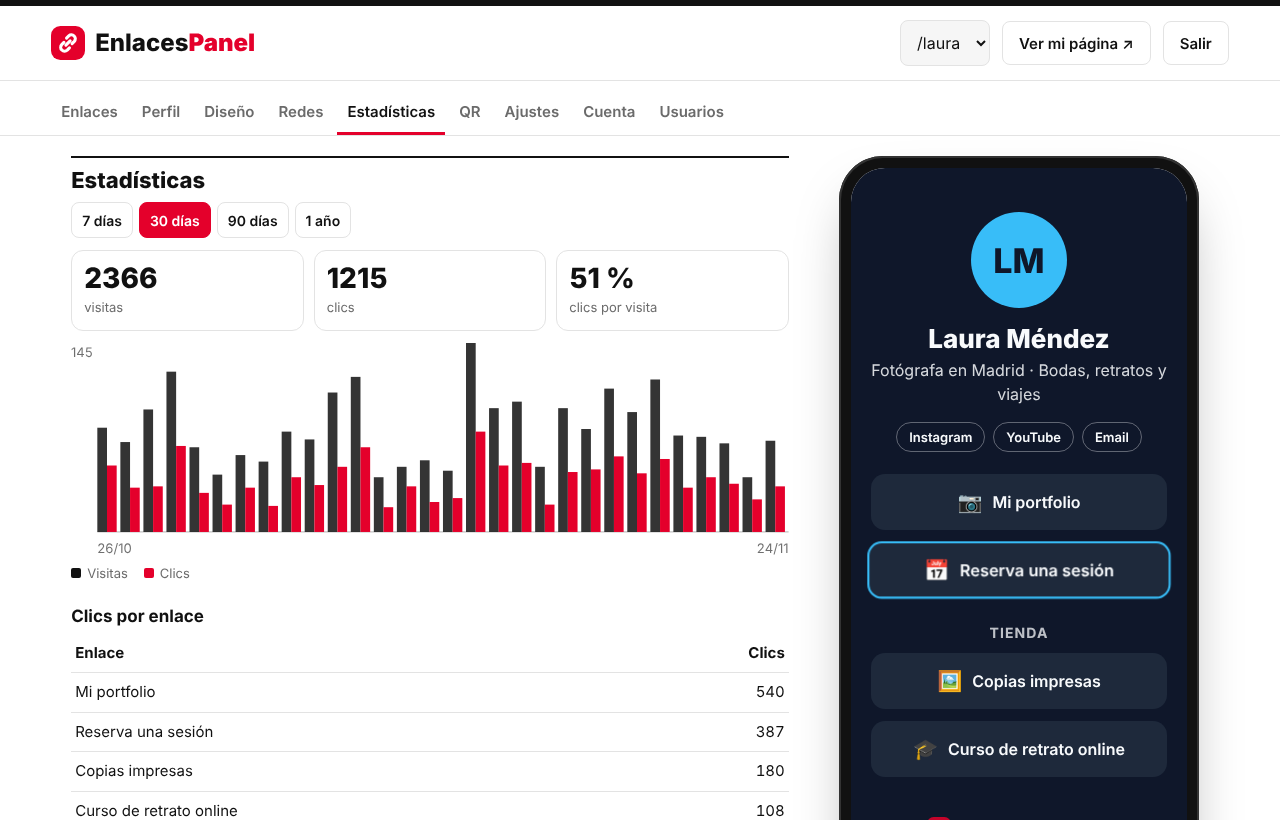 EnlacesPanel
/laura
Ver mi página ↗
Salir
Enlaces Perfil Diseño Redes Estadísticas QR Ajustes Cuenta Usuarios
Estadísticas
7 días 30 días 90 días 1 año
2366 1215 51 %
visitas clics clics por visita
145
26/10 24/11
Visitas Clics
Clics por enlace
Enlace Clics
Mi portfolio 540
Reserva una sesión 387
Copias impresas 180
Curso de retrato online 108
LM
Laura Méndez
Fotógrafa en Madrid · Bodas, retratos y
viajes
Instagram YouTube Email
Mi portfolio
Reserva una sesión
TIENDA
Copias impresas
Curso de retrato online